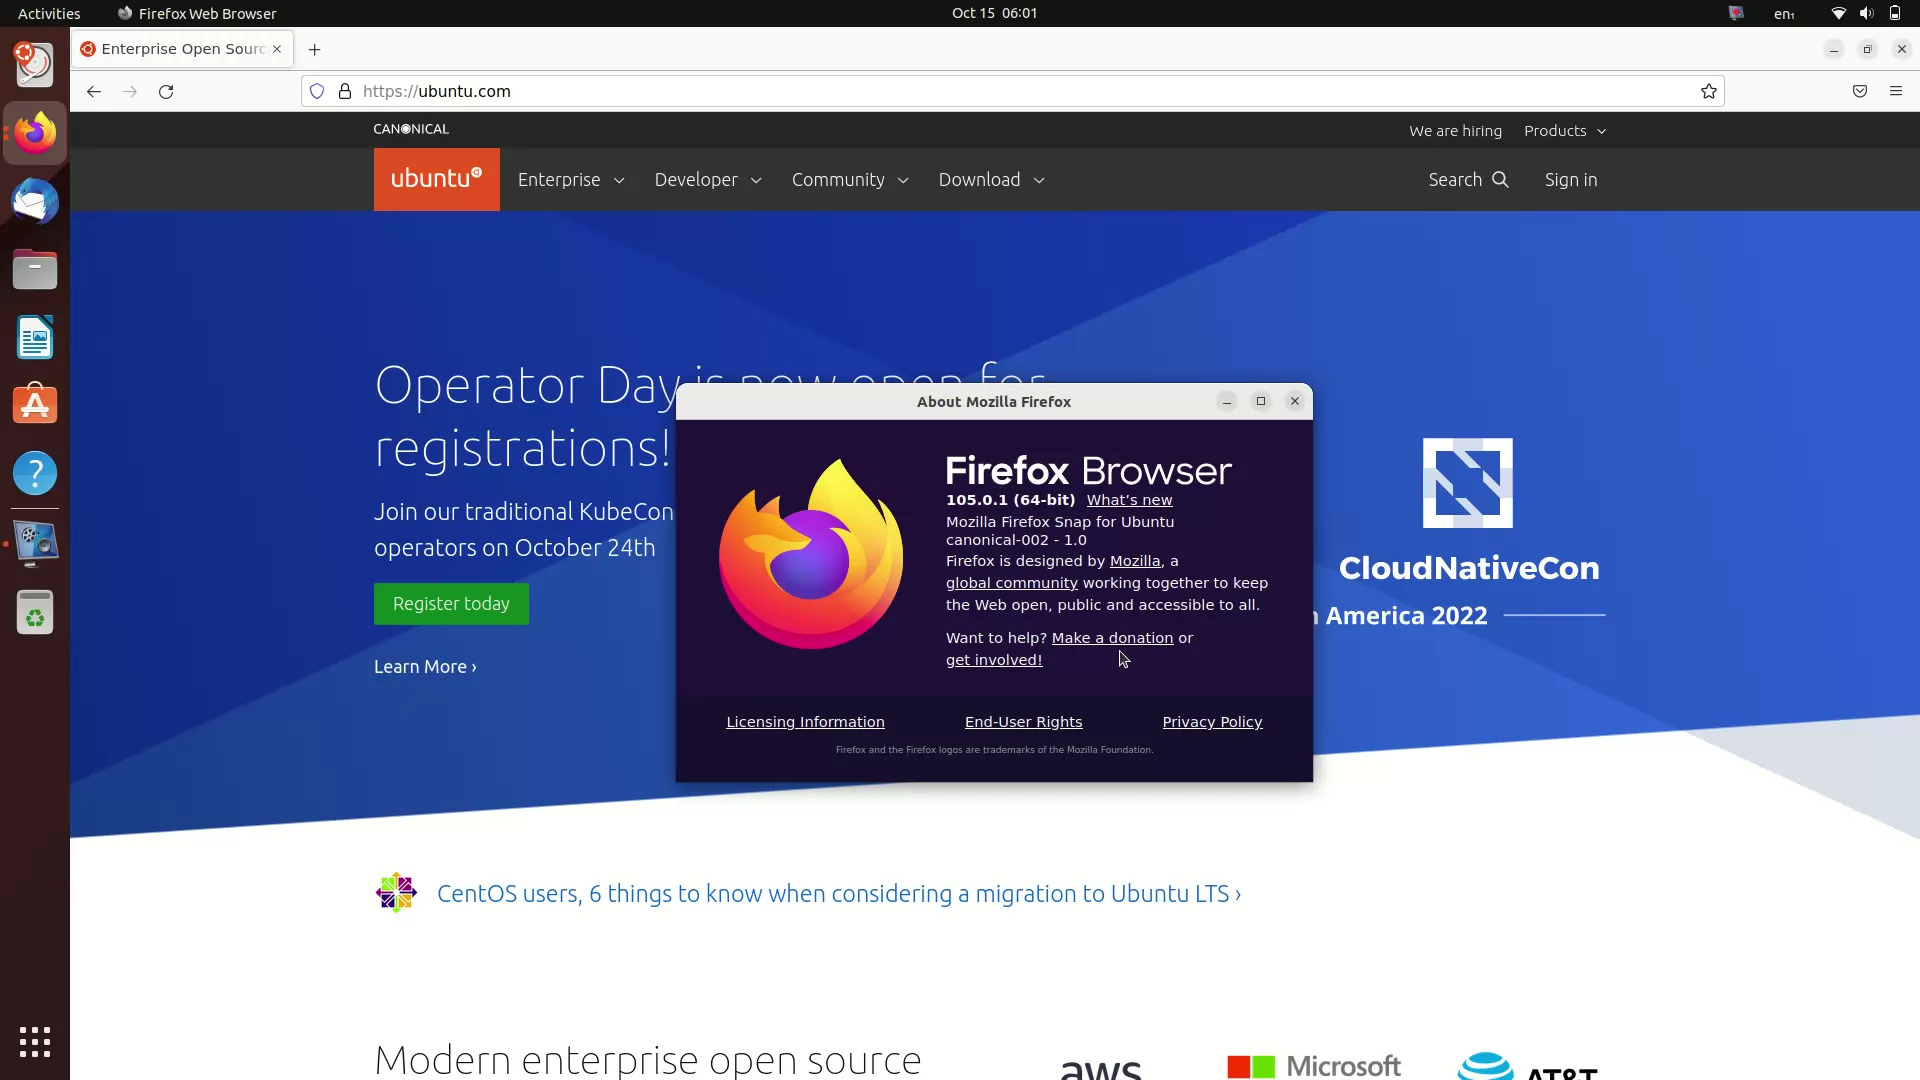 Activities
Firefox Web Browser
Oct 15 06:01
en₁
Enterprise Open Sourc
https://ubuntu.com
CANONICAL
We are hiring
Products
ubuntu
Enterprise
Developer
Community
Download
Search
Sign in
Operator Day is now open for
registrations!
Join our traditional KubeCon
operators on October 24th
Register today
Learn More ›
CloudNativeCon
America 2022
About Mozilla Firefox
Firefox Browser
105.0.1 (64-bit) What’s new
Mozilla Firefox Snap for Ubuntu
canonical-002 - 1.0
Firefox is designed by Mozilla, a
global community working together to keep
the Web open, public and accessible to all.
Want to help? Make a donation or
get involved!
Licensing Information
End-User Rights
Privacy Policy
Firefox and the Firefox logos are trademarks of the Mozilla Foundation.
CentOS users, 6 things to know when considering a migration to Ubuntu LTS ›
Modern enterprise open source
aws
Microsoft
AT&T